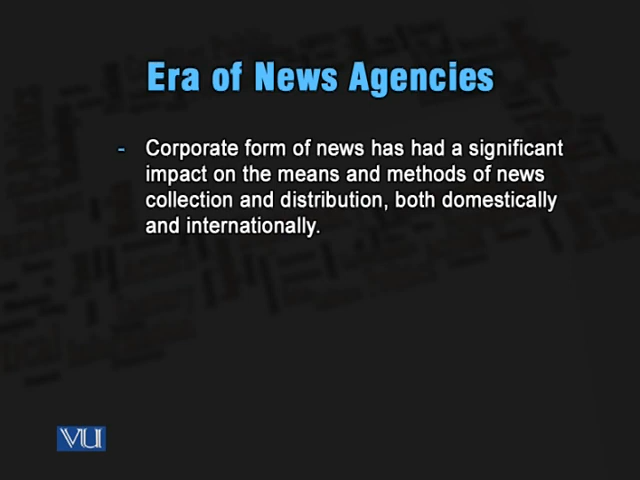 Era of News Agencies
- Corporate form of news has had a significant
impact on the means and methods of news
collection and distribution, both domestically
and internationally.
VU